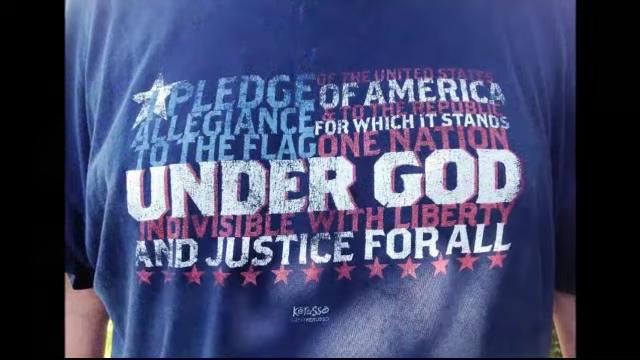 I PLEDGE
ALLEGIANCE
TO THE FLAG
OF THE UNITED STATES
OF AMERICA
& TO THE REPUBLIC
FOR WHICH IT STANDS
ONE NATION
UNDER GOD
INDIVISIBLE WITH LIBERTY
AND JUSTICE FOR ALL
Kerusso